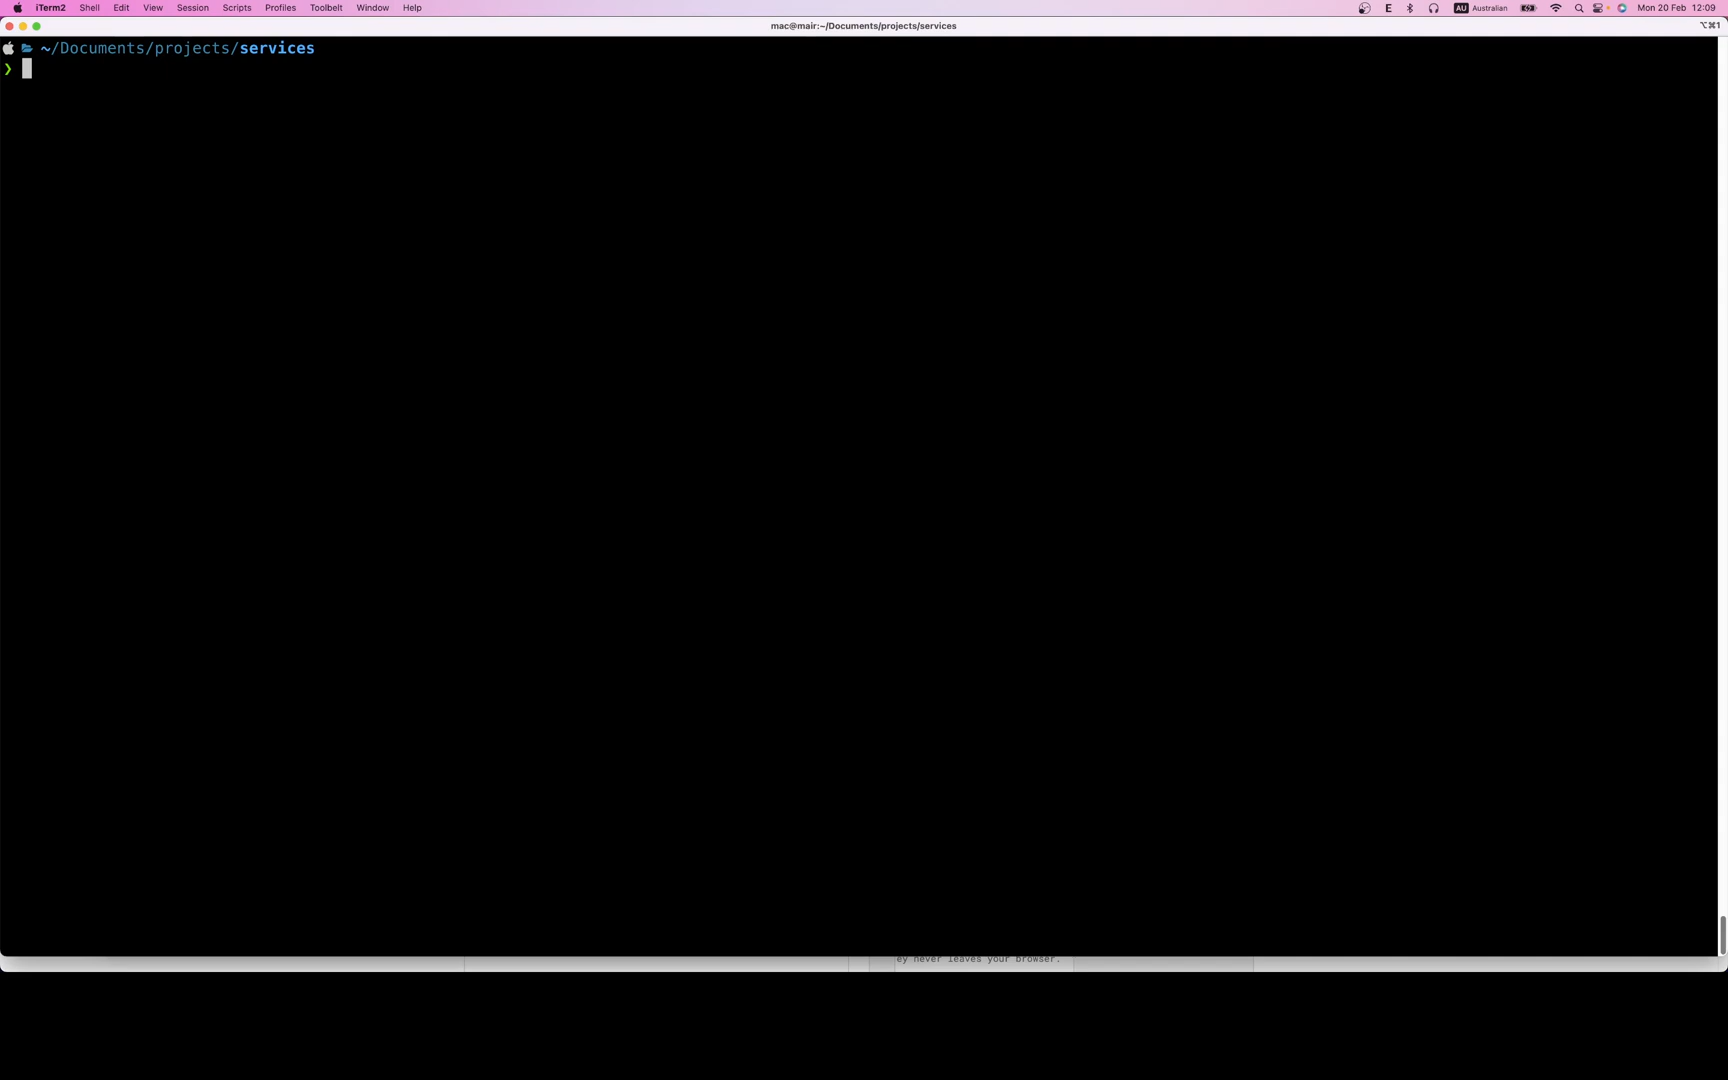 iTerm2 Shell Edit View Session Scripts Profiles Toolbelt Window Help E AU Australian Mon 20 Feb 12:09
mac@mair:~/Documents/projects/services ⌥⌘1
~/Documents/projects/services
❯
ey never leaves your browser.